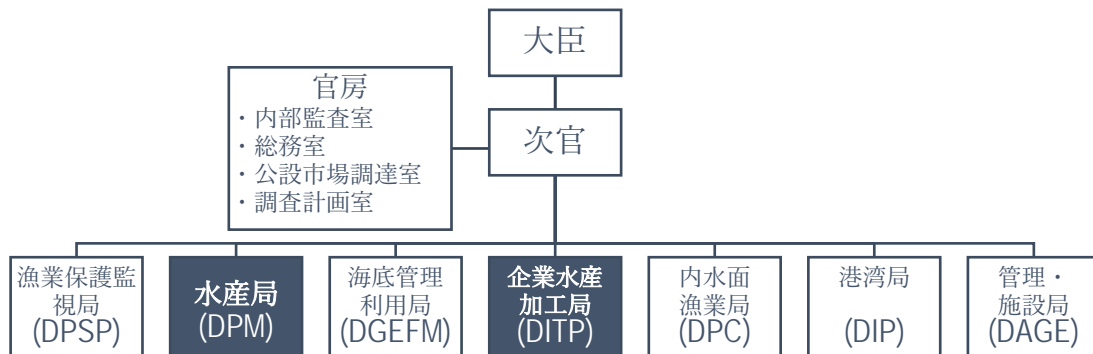 大臣
官房
・内部監査室
・総務室
・公設市場調達室
・調査計画室
次官
漁業保護監
視局
(DPSP)
水産局
(DPM)
海底管理
利用局
(DGEFM)
企業水産
加工局
(DITP)
内水面
漁業局
(DPC)
港湾局
(DIP)
管理・
施設局
(DAGE)